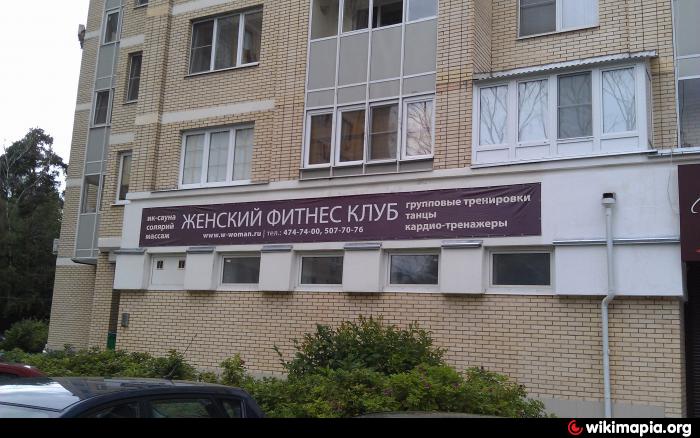 ик-сауна
солярий
массаж
ЖЕНСКИЙ ФИТНЕС КЛУБ
www.w-woman.ru | тел.: 474-74-00, 507-70-76
групповые тренировки
танцы
кардио-тренажеры
wikimapia.org